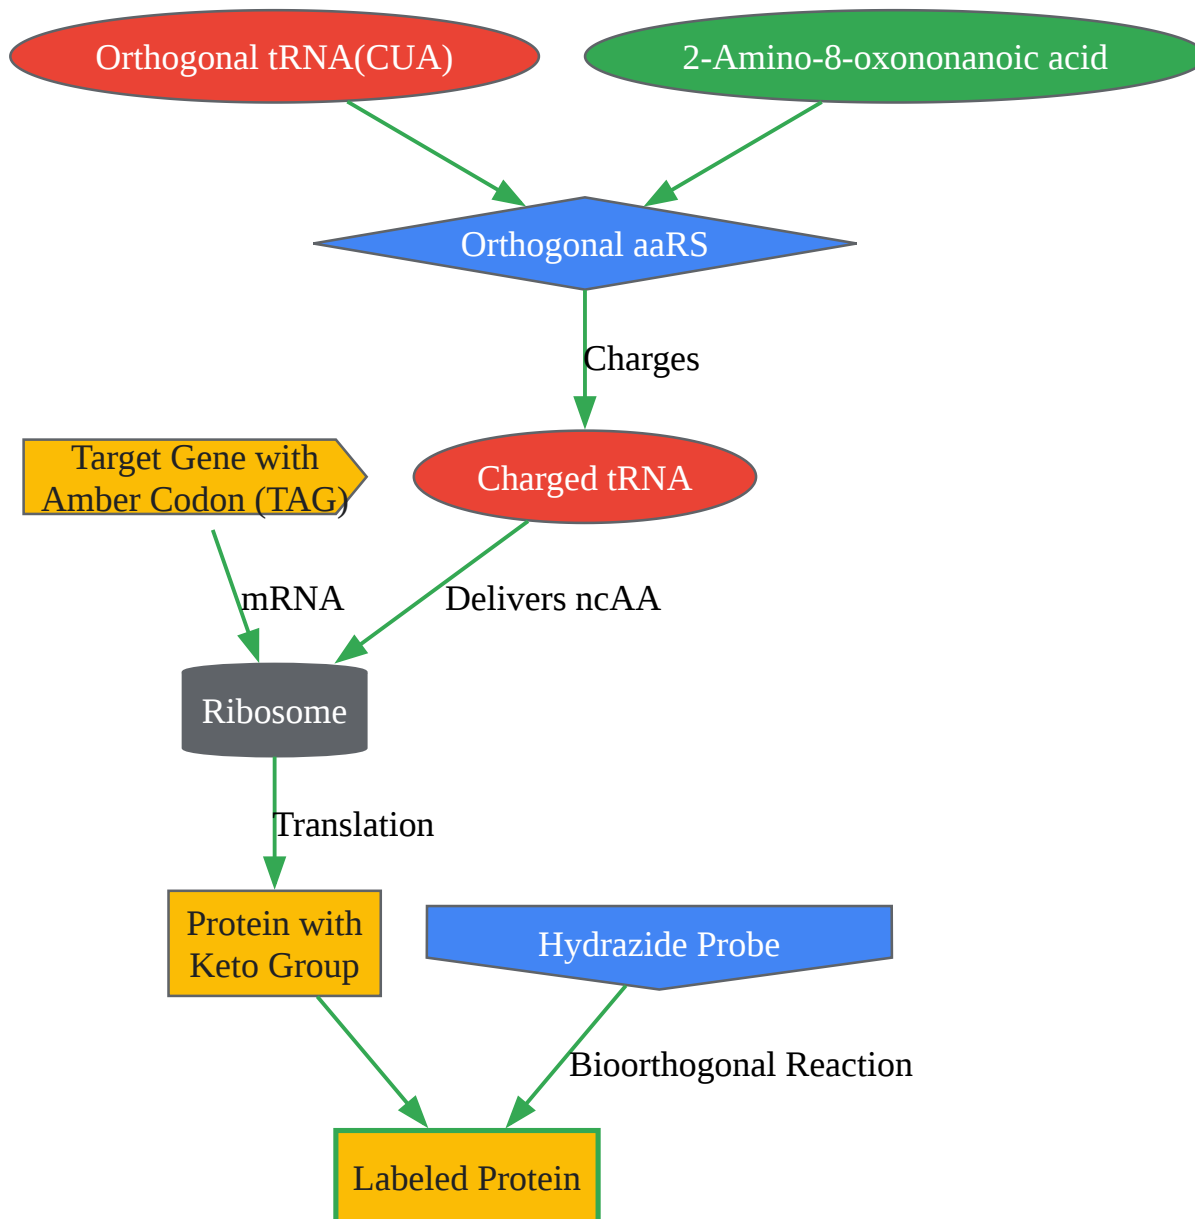 Orthogonal tRNA(CUA)
2-Amino-8-oxononanoic acid
Orthogonal aaRS
Charges
Target Gene with
Amber Codon (TAG)
Charged tRNA
mRNA
Delivers ncAA
Ribosome
Translation
Protein with
Keto Group
Hydrazide Probe
Bioorthogonal Reaction
Labeled Protein